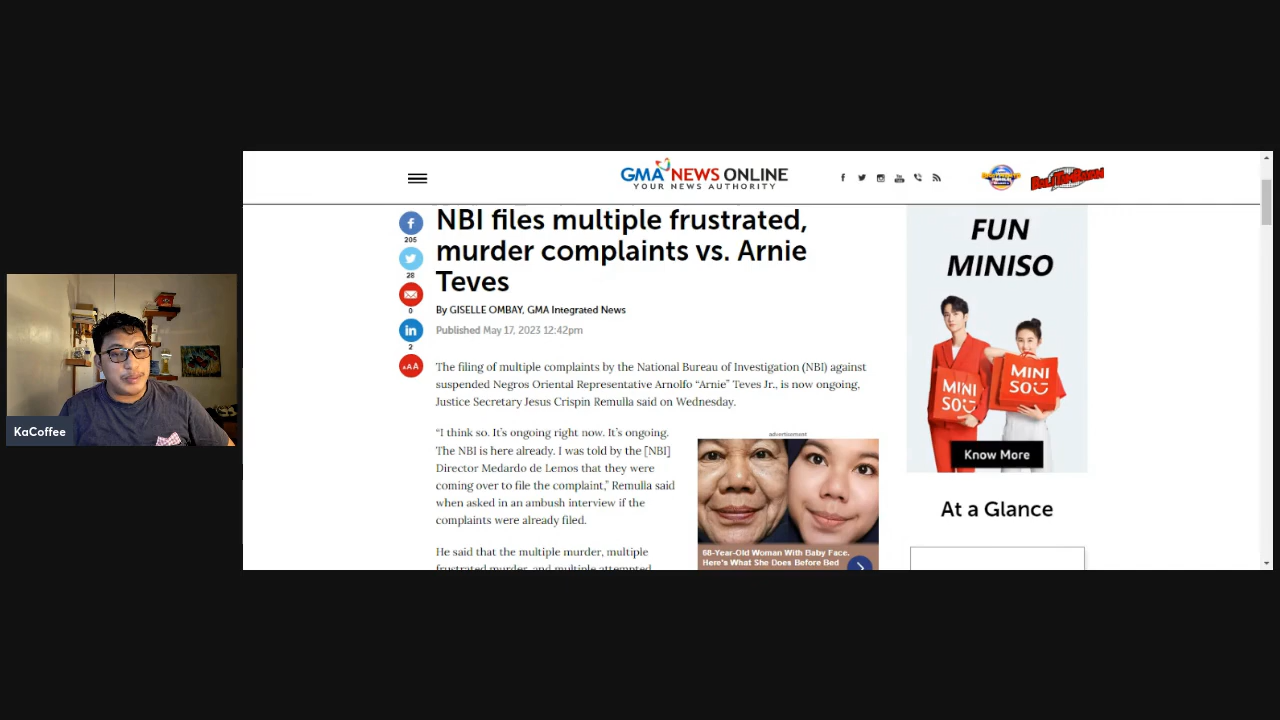 GMA NEWS ONLINE
YOUR NEWS AUTHORITY
NBI files multiple frustrated,
murder complaints vs. Arnie
Teves
By GISELLE OMBAY, GMA Integrated News
Published May 17, 2023 12:42pm
205
28
0
2
AAA
The filing of multiple complaints by the National Bureau of Investigation (NBI) against
suspended Negros Oriental Representative Arnolfo “Arnie” Teves Jr., is now ongoing,
Justice Secretary Jesus Crispin Remulla said on Wednesday.
“I think so. It’s ongoing right now. It’s ongoing.
The NBI is here already. I was told by the [NBI]
Director Medardo de Lemos that they were
coming over to file the complaint,” Remulla said
when asked in an ambush interview if the
complaints were already filed.
He said that the multiple murder, multiple
frustrated murder, and multiple attempted
advertisement
68-Year-Old Woman With Baby Face.
Here's What She Does Before Bed
FUN
MINISO
MINI
SO
MINI
SO
Know More
At a Glance
KaCoffee